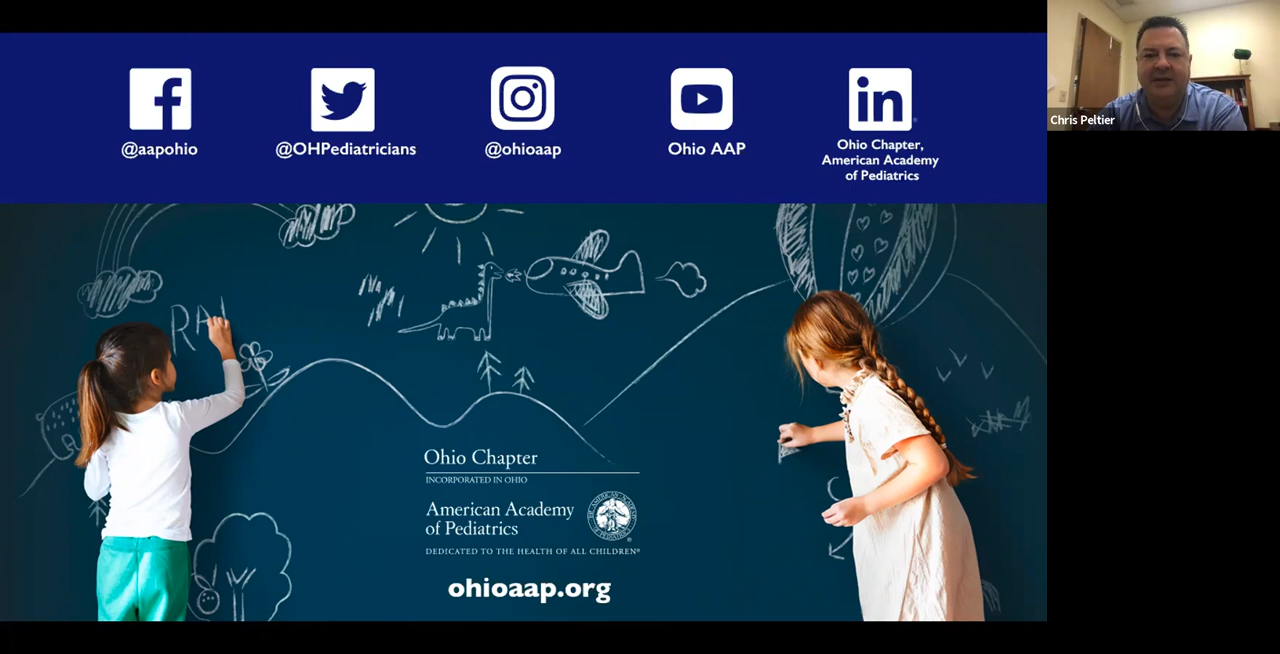 @aapohio
@OHPediatricians
@ohioaap
Ohio AAP
Ohio Chapter,
American Academy
of Pediatrics
Chris Peltier
RAI
Ohio Chapter
INCORPORATED IN OHIO
American Academy
of Pediatrics
DEDICATED TO THE HEALTH OF ALL CHILDREN®
ohioaap.org